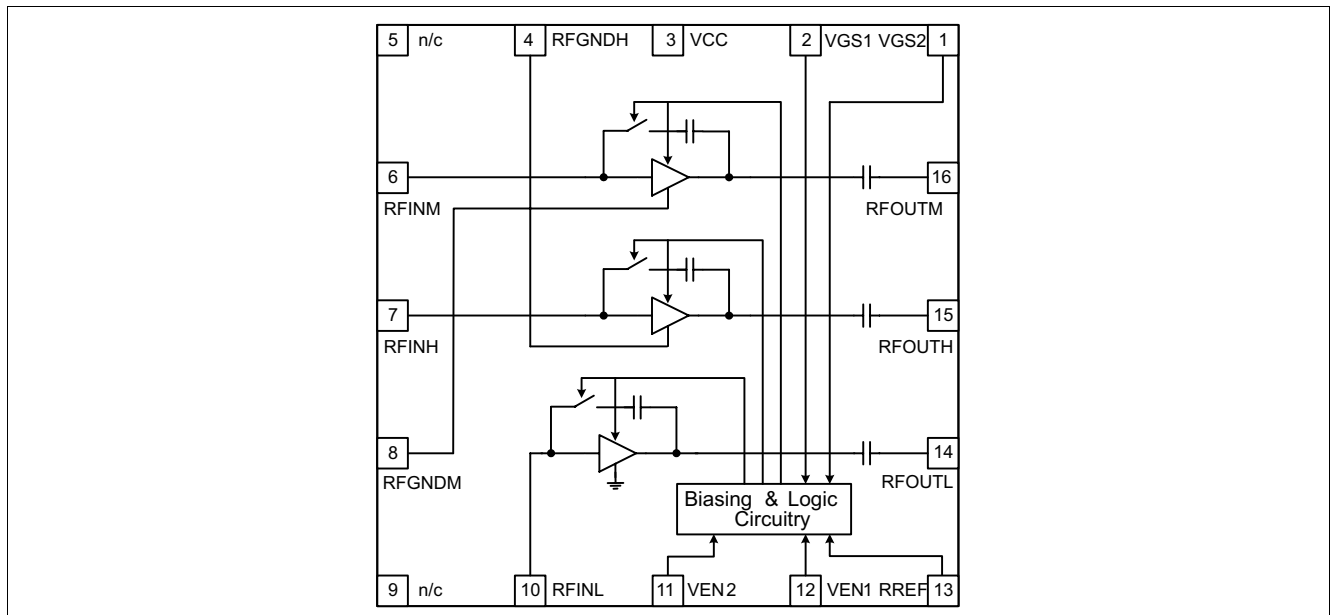 5 n/c 4 RFGNDH 3 VCC 2 VGS1 VGS2 1
6 16
RFINM RFOUTM
7 15
RFINH RFOUTH
8 14
RFGNDM RFOUTL
Biasing & Logic
Circuitry
9 n/c 10 RFINL 11 VEN2 12 VEN1 RREF 13